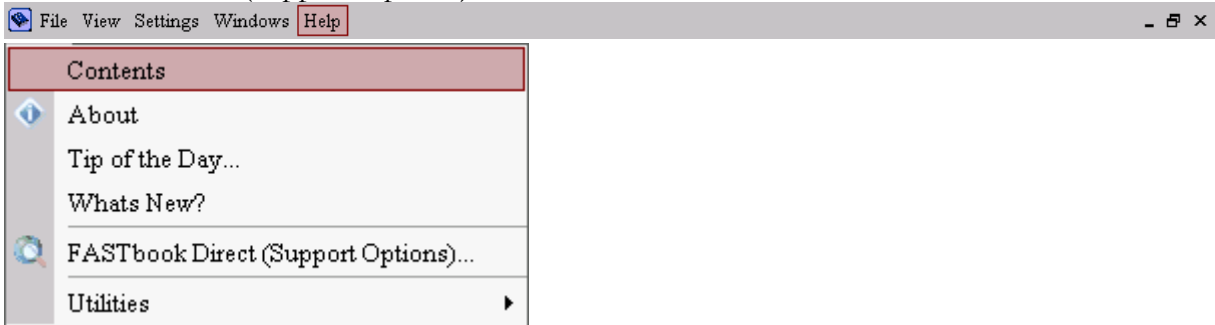 File View Settings Windows Help
Contents
About
Tip of the Day...
Whats New?
FASTbook Direct (Support Options)...
Utilities